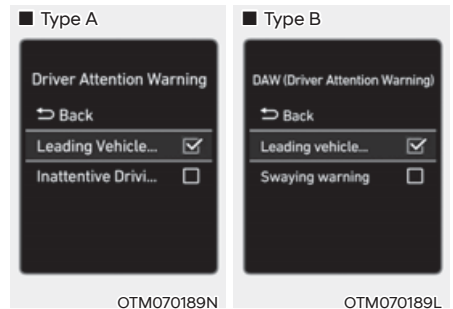 ■ Type A
Driver Attention Warning
⮌ Back
Leading Vehicle...
Inattentive Drivi...
OTM070189N
■ Type B
DAW (Driver Attention Warning)
⮌ Back
Leading vehicle...
Swaying warning
OTM070189L